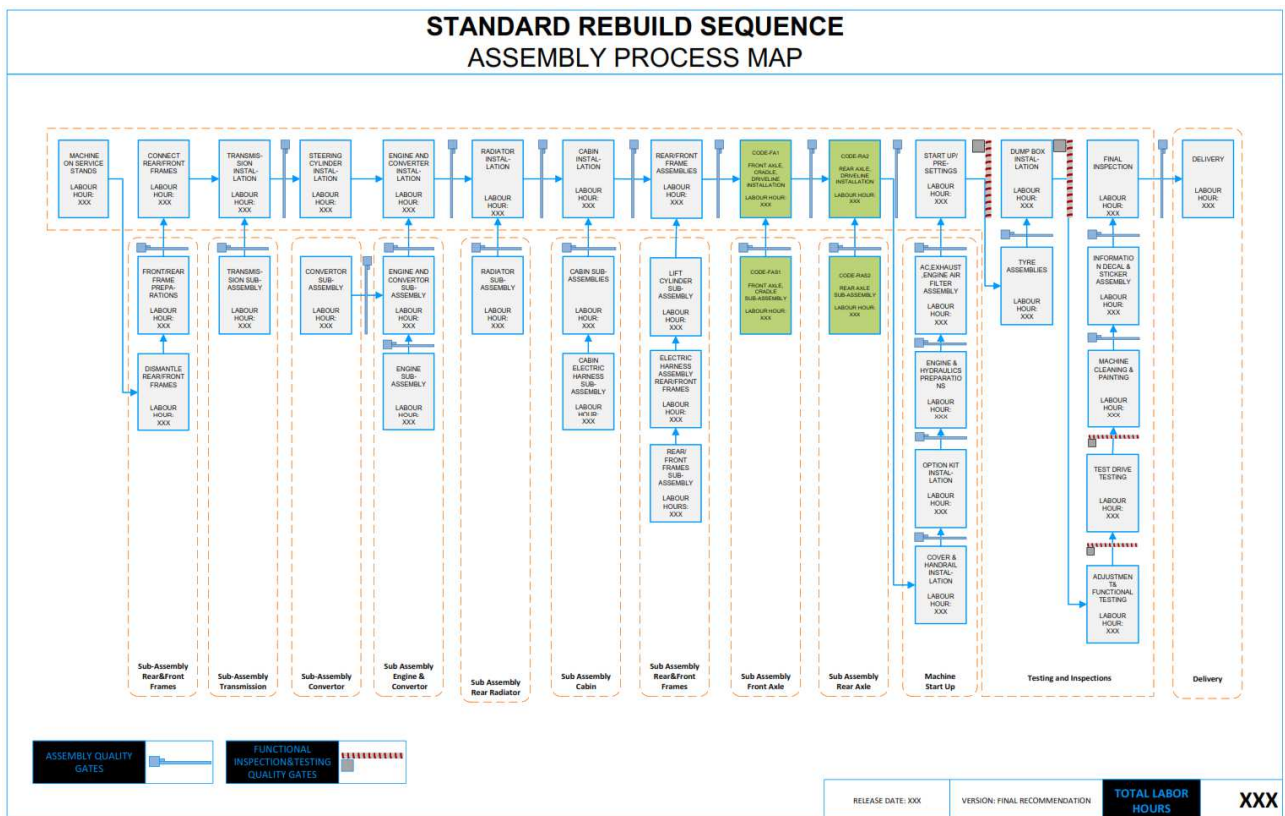 STANDARD REBUILD SEQUENCE
ASSEMBLY PROCESS MAP
MACHINE
ON SERVICE
STANDS
LABOUR
HOUR:
XXX
CONNECT
REAR/FRONT
FRAMES
LABOUR
HOUR:
XXX
TRANSMIS-
SION
INSTAL-
LATION
LABOUR
HOUR:
XXX
STEERING
CYLINDER
INSTAL-
LATION
LABOUR
HOUR:
XXX
ENGINE AND
CONVERTER
INSTAL-
LATION
LABOUR
HOUR:
XXX
RADIATOR
INSTAL-
LATION
LABOUR
HOUR:
XXX
CABIN
INSTAL-
LATION
LABOUR
HOUR:
XXX
REAR/FRONT
FRAME
ASSEMBLIES
LABOUR
HOUR:
XXX
CODE-FA1
FRONT AXLE,
CRADLE,
DRIVELINE
INSTALLATION
LABOUR HOUR:
XXX
CODE-RA2
REAR AXLE,
DRIVELINE
INSTALLATION
LABOUR HOUR:
XXX
START UP/
PRE-
SETTINGS
LABOUR
HOUR:
XXX
DUMP BOX
INSTAL-
LATION
LABOUR
HOUR:
XXX
FINAL
INSPECTION
LABOUR
HOUR:
XXX
DELIVERY
LABOUR
HOUR:
XXX
FRONT/REAR
FRAME
PREPA-
RATIONS
LABOUR
HOUR:
XXX
TRANSMIS-
SION SUB-
ASSEMBLY
LABOUR
HOUR:
XXX
CONVERTOR
SUB-
ASSEMBLY
LABOUR
HOUR:
XXX
ENGINE AND
CONVERTOR
SUB-
ASSEMBLY
LABOUR
HOUR:
XXX
RADIATOR
SUB-
ASSEMBLY
LABOUR
HOUR:
XXX
CABIN SUB-
ASSEMBLIES
LABOUR
HOUR:
XXX
LIFT
CYLINDER
SUB-
ASSEMBLY
LABOUR
HOUR:
XXX
CODE-FAS1
FRONT AXLE,
CRADLE
SUB-ASSEMBLY
LABOUR HOUR:
XXX
CODE-RAS2
REAR AXLE
SUB-ASSEMBLY
LABOUR HOUR:
XXX
AC,EXHAUST
,ENGINE AIR
FILTER
ASSEMBLY
LABOUR
HOUR:
XXX
TYRE
ASSEMBLIES
LABOUR
HOUR:
XXX
INFORMATIO
N DECAL &
STICKER
ASSEMBLY
LABOUR
HOUR:
XXX
DISMANTLE
REAR/FRONT
FRAMES
LABOUR
HOUR:
XXX
ENGINE
SUB-
ASSEMBLY
LABOUR
HOUR:
XXX
CABIN
ELECTRIC
HARNESS
SUB-
ASSEMBLY
LABOUR
HOUR:
XXX
ELECTRIC
HARNESS
ASSEMBLY
REAR/FRONT
FRAMES
LABOUR
HOUR:
XXX
ENGINE &
HYDRAULICS
PREPARATIO
NS
LABOUR
HOUR:
XXX
MACHINE
CLEANING &
PAINTING
LABOUR
HOUR:
XXX
REAR/
FRONT
FRAMES
SUB-
ASSEMBLY
LABOUR
HOURS:
XXX
OPTION KIT
INSTAL-
LATION
LABOUR
HOUR:
XXX
TEST DRIVE
TESTING
LABOUR
HOUR:
XXX
COVER &
HANDRAIL
INSTAL-
LATION
LABOUR
HOUR:
XXX
ADJUSTMEN
T&
FUNCTIONAL
TESTING
LABOUR
HOUR:
XXX
Sub-Assembly
Rear&Front
Frames
Sub-Assembly
Transmission
Sub-Assembly
Convertor
Sub Assembly
Engine &
Convertor
Sub Assembly
Rear Radiator
Sub Assembly
Cabin
Sub Assembly
Rear&Front
Frames
Sub Assembly
Front Axle
Sub Assembly
Rear Axle
Machine
Start Up
Testing and Inspections
Delivery
ASSEMBLY QUALITY
GATES
FUNCTIONAL
INSPECTION&TESTING
QUALITY GATES
RELEASE DATE: XXX
VERSION: FINAL RECOMMENDATION
TOTAL LABOR
HOURS
XXX